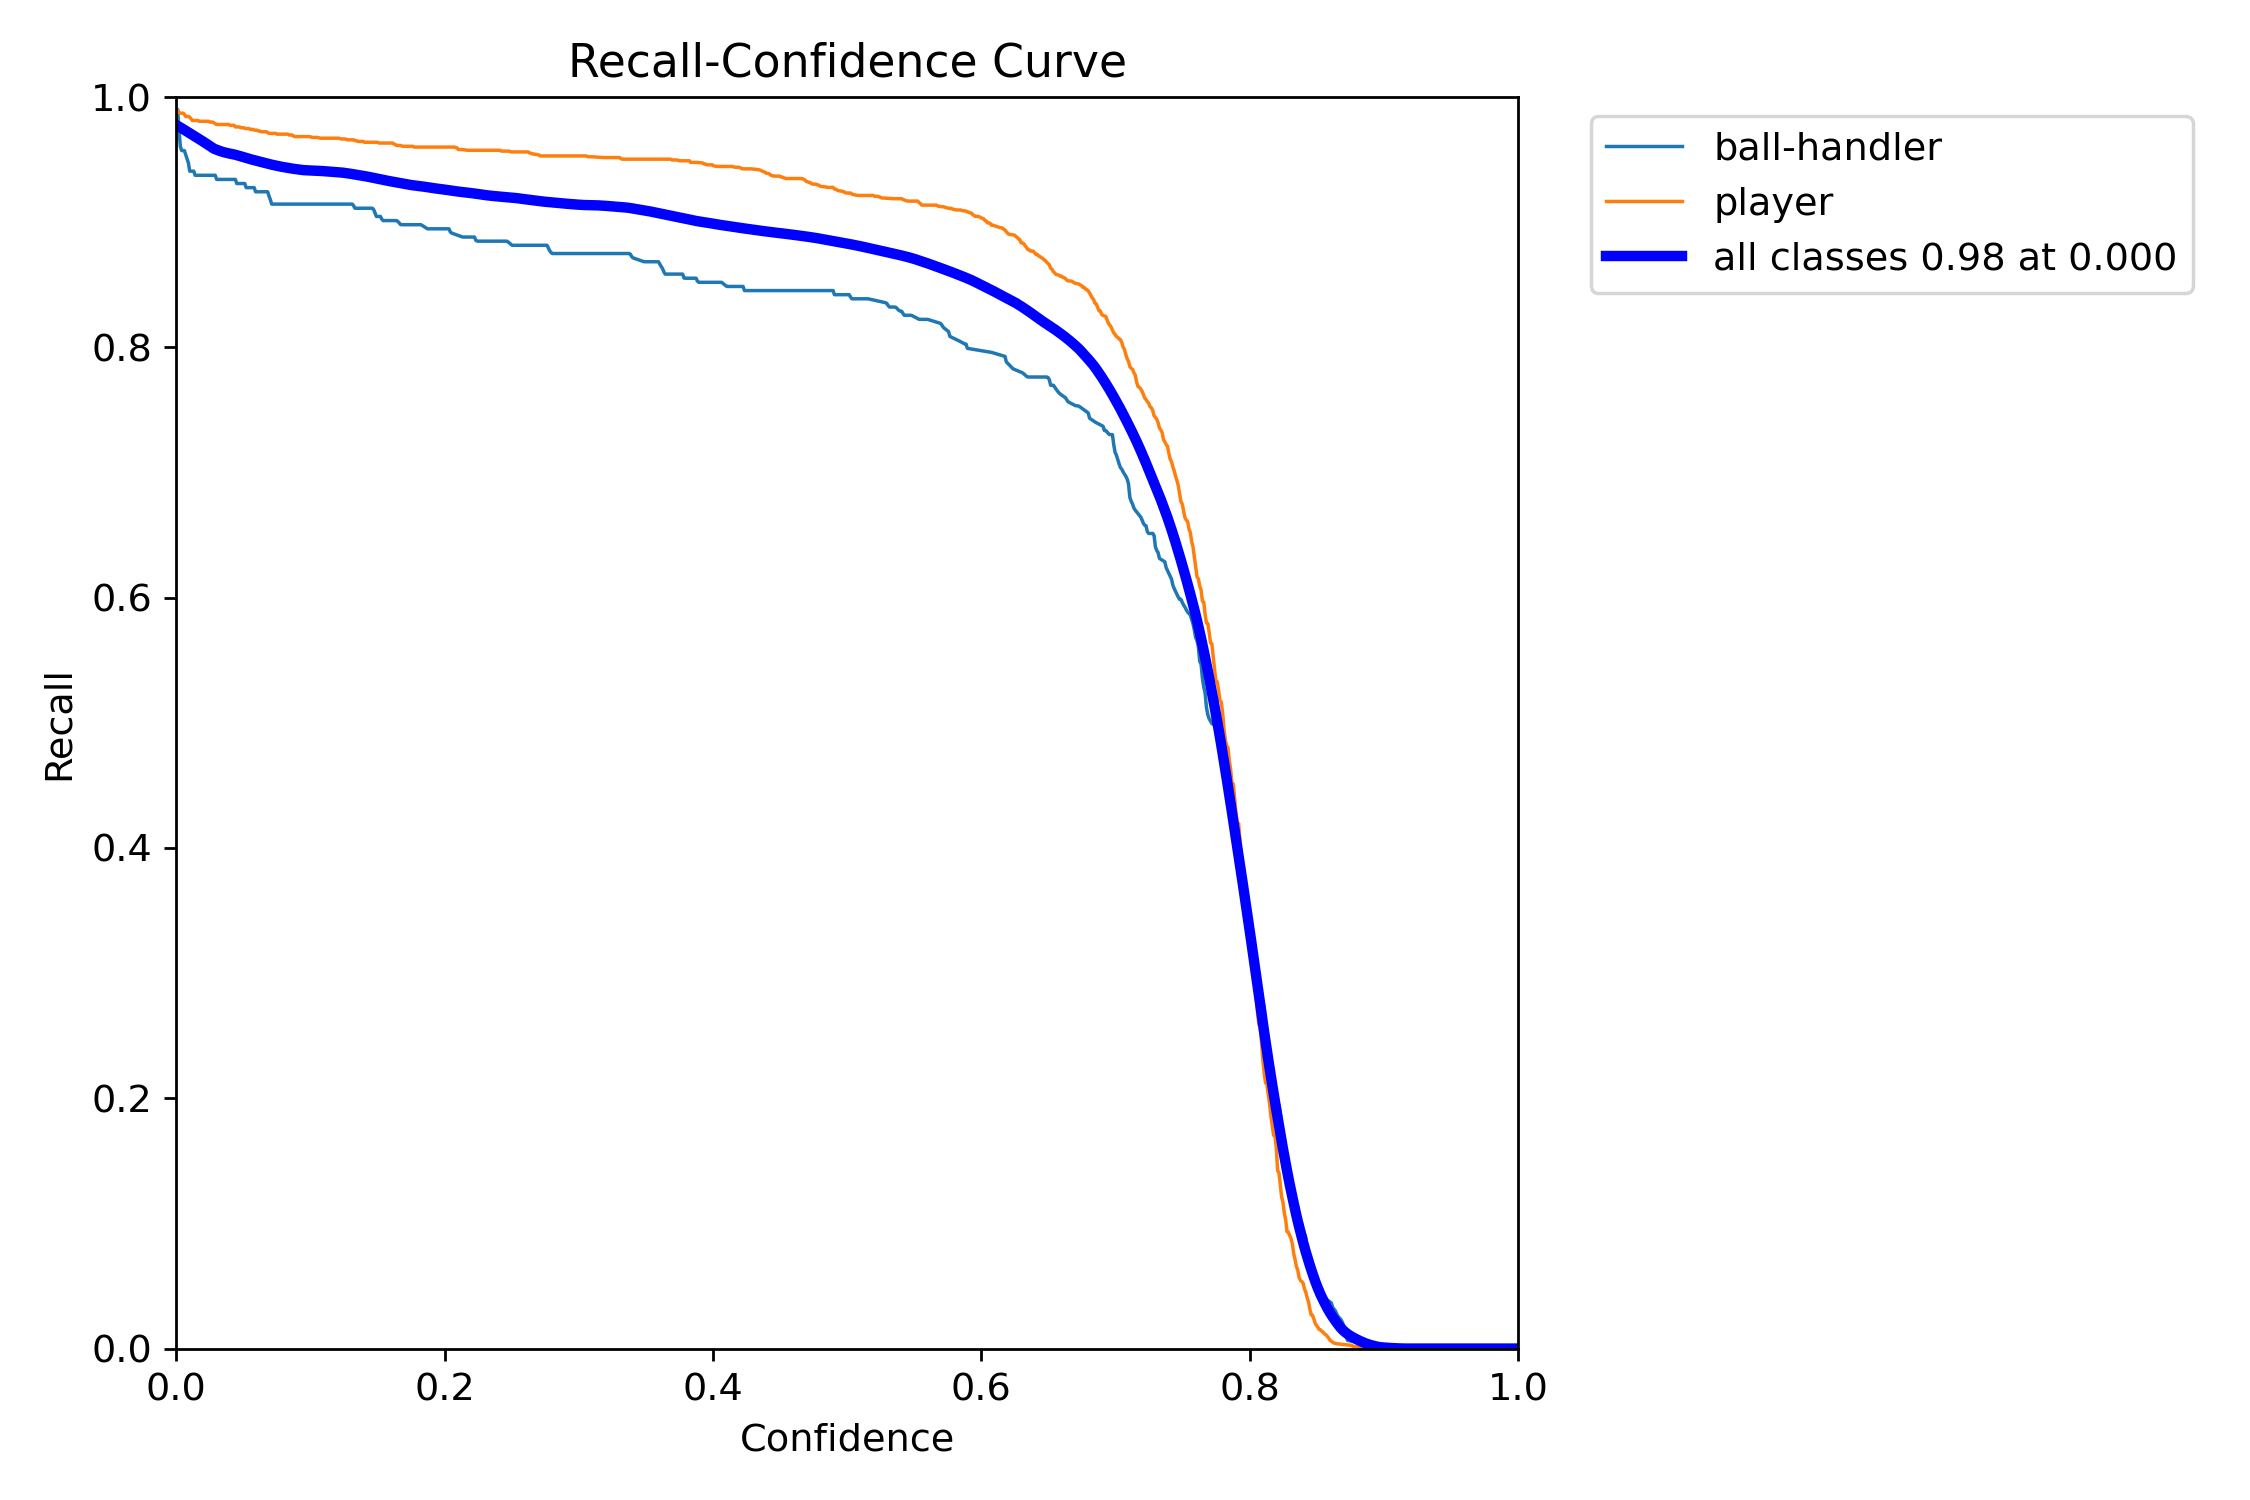 Recall-Confidence Curve
1.0
0.8
0.6
0.4
0.2
0.0
Recall
0.0 0.2 0.4 0.6 0.8 1.0
Confidence
ball-handler
player
all classes 0.98 at 0.000